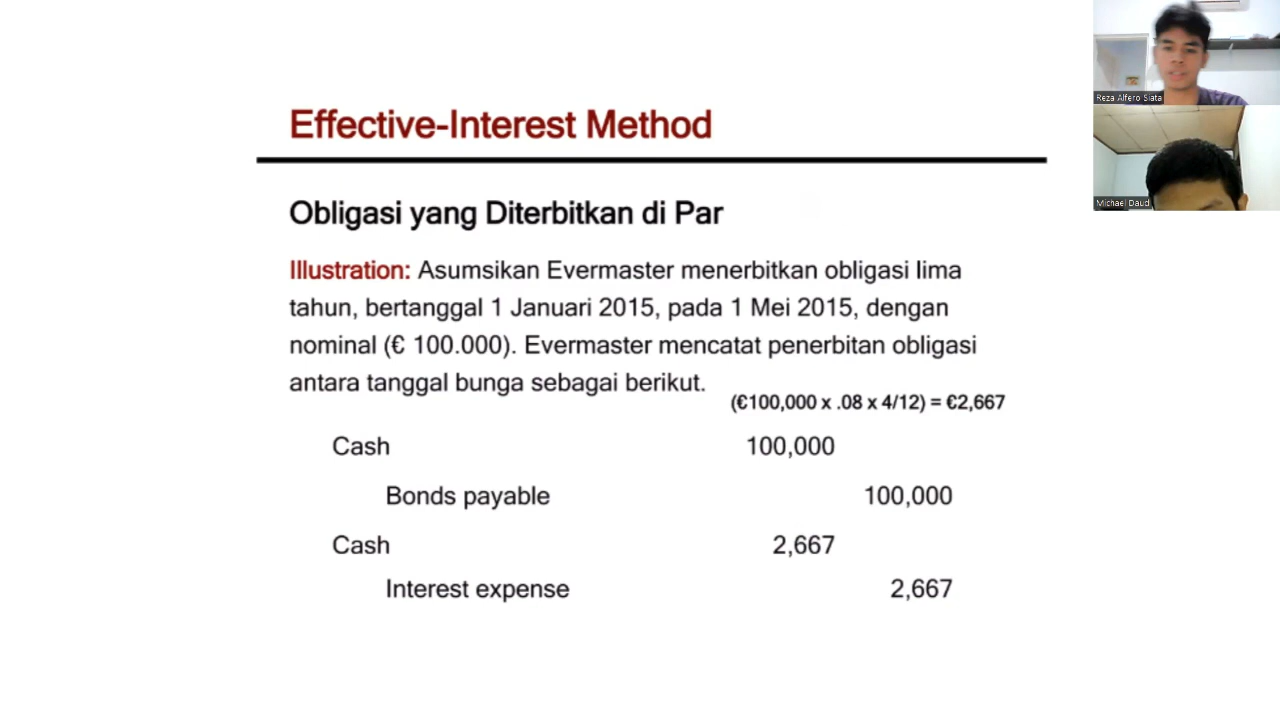 Effective-Interest Method
Obligasi yang Diterbitkan di Par
Illustration: Asumsikan Evermaster menerbitkan obligasi lima
tahun, bertanggal 1 Januari 2015, pada 1 Mei 2015, dengan
nominal (€ 100.000). Evermaster mencatat penerbitan obligasi
antara tanggal bunga sebagai berikut.
(€100,000 x .08 x 4/12) = €2,667
Cash 100,000
Bonds payable 100,000
Cash 2,667
Interest expense 2,667
Reza Alfero Siata
Michael Daud